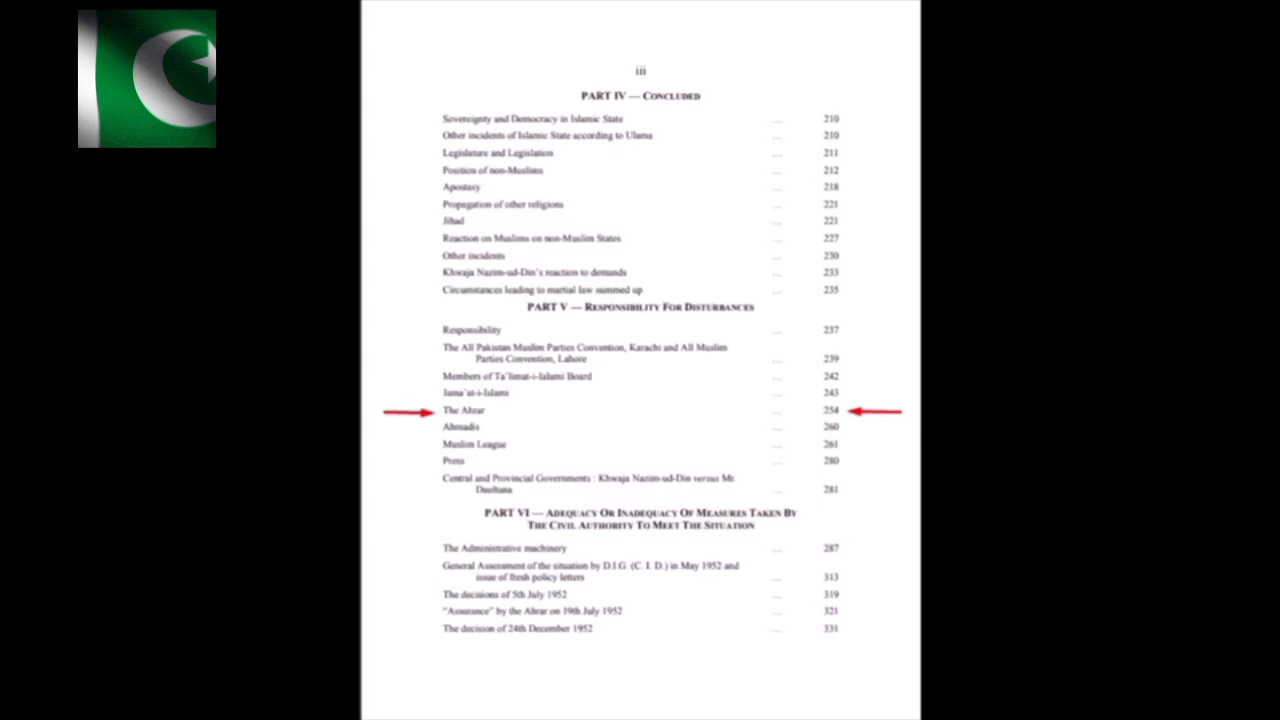 iii
PART IV — CONCLUDED
Sovereignty and Democracy in Islamic State .... 210
Other incidents of Islamic State according to Ulama .... 210
Legislature and Legislation .... 211
Position of non-Muslims .... 212
Apostasy .... 218
Propagation of other religions .... 221
Jihad .... 221
Reaction on Muslims on non-Muslim States .... 227
Other incidents .... 230
Khwaja Nazim-ud-Din's reaction to demands .... 233
Circumstances leading to martial law summed up .... 235
PART V — RESPONSIBILITY FOR DISTURBANCES
Responsibility .... 237
The All Pakistan Muslim Parties Convention, Karachi and All Muslim
Parties Convention, Lahore .... 239
Members of Ta'limat-i-Islami Board .... 242
Jama'at-i-Islami .... 243
The Ahrar .... 254
Ahmadis .... 260
Muslim League .... 261
Press .... 280
Central and Provincial Governments : Khwaja Nazim-ud-Din versus Mr.
Daultana .... 281
PART VI — ADEQUACY OR INADEQUACY OF MEASURES TAKEN BY
THE CIVIL AUTHORITY TO MEET THE SITUATION
The Administrative machinery .... 287
General Assessment of the situation by D.I.G. (C. I. D.) in May 1952 and
issue of fresh policy letters .... 313
The decisions of 5th July 1952 .... 319
"Assurance" by the Ahrar on 19th July 1952 .... 321
The decision of 24th December 1952 .... 331